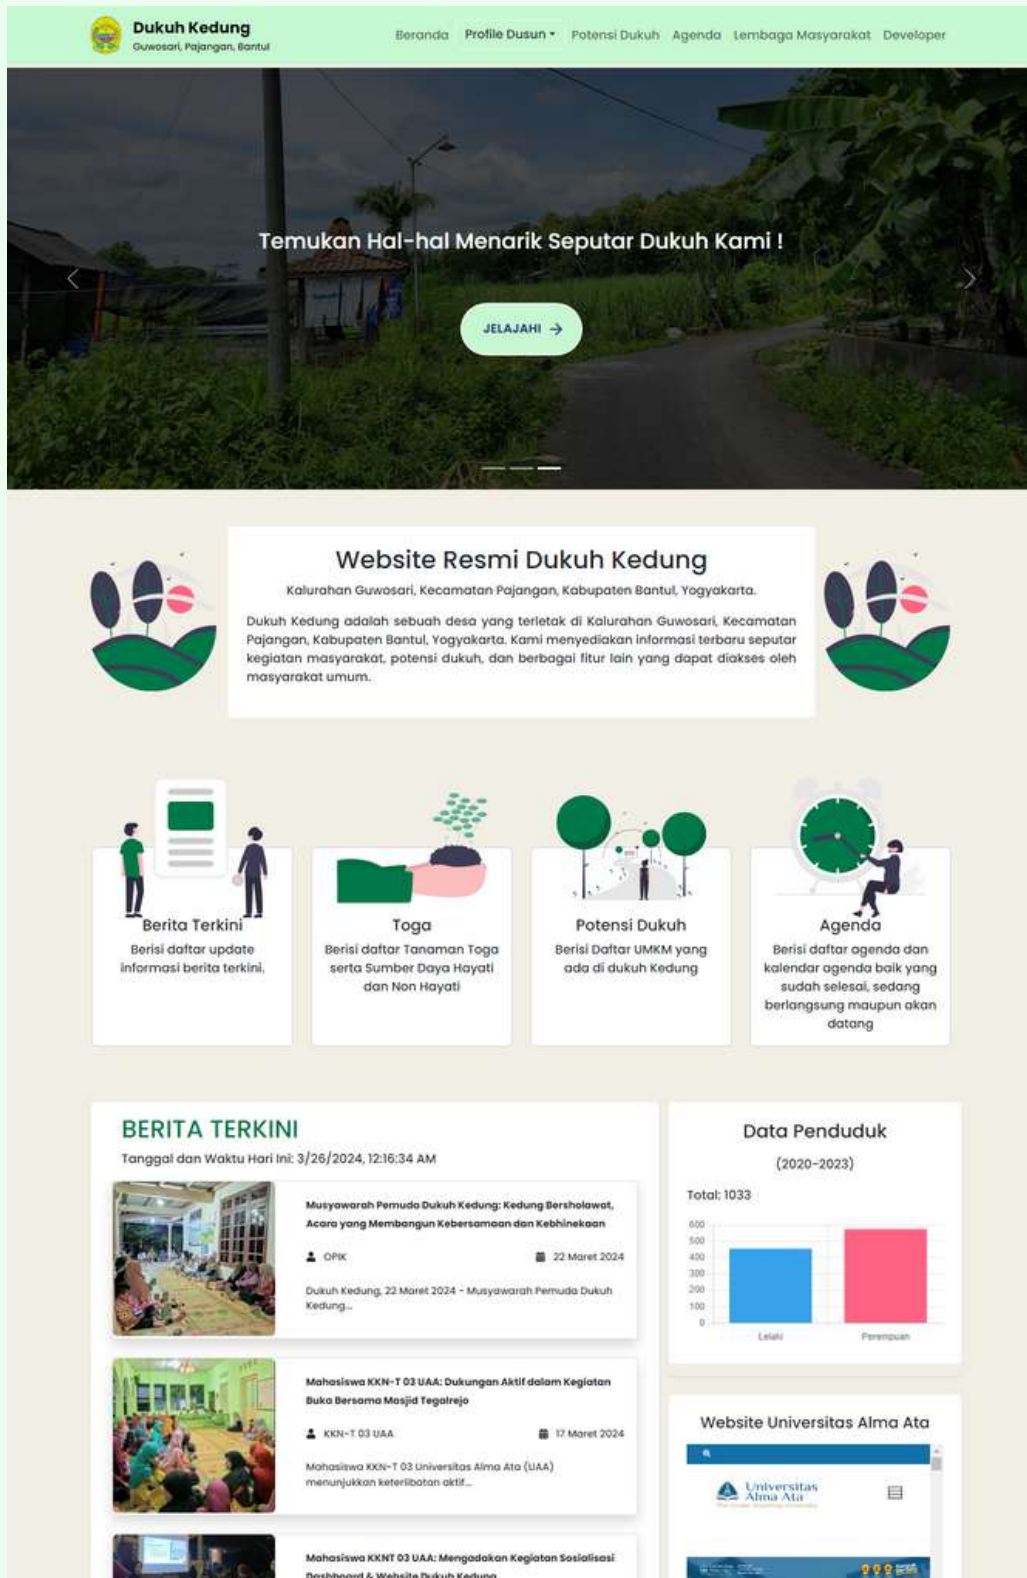 Dukuh Kedung
Guwosari, Pajangan, Bantul
Beranda Profile Dusun Potensi Dukuh Agenda Lembaga Masyarakat Developer
Temukan Hal-hal Menarik Seputar Dukuh Kami !
JELAJAHI →
Website Resmi Dukuh Kedung
Kalurahan Guwosari, Kecamatan Pajangan, Kabupaten Bantul, Yogyakarta.
Dukuh Kedung adalah sebuah desa yang terletak di Kalurahan Guwosari, Kecamatan
Pajangan, Kabupaten Bantul, Yogyakarta. Kami menyediakan informasi terbaru seputar
kegiatan masyarakat, potensi dukuh, dan berbagai fitur lain yang dapat diakses oleh
masyarakat umum.
Berita Terkini
Berisi daftar update
informasi berita terkini.
Toga
Berisi daftar Tanaman Toga
serta Sumber Daya Hayati
dan Non Hayati
Potensi Dukuh
Berisi Daftar UMKM yang
ada di dukuh Kedung
Agenda
Berisi daftar agenda dan
kalendar agenda baik yang
sudah selesai, sedang
berlangsung maupun akan
datang
BERITA TERKINI
Tanggal dan Waktu Hari Ini: 3/26/2024, 12:16:34 AM
Musyawarah Pemuda Dukuh Kedung: Kedung Bersholawat,
Acara yang Membangun Kebersamaan dan Kebhinekaan
OPIK 22 Maret 2024
Dukuh Kedung, 22 Maret 2024 - Musyawarah Pemuda Dukuh
Kedung...
Mahasiswa KKN-T 03 UAA: Dukungan Aktif dalam Kegiatan
Buka Bersama Masjid Tegalrejo
KKN-T 03 UAA 17 Maret 2024
Mahasiswa KKN-T 03 Universitas Alma Ata (UAA)
menunjukkan keterlibatan aktif...
Mahasiswa KKNT 03 UAA: Mengadakan Kegiatan Sosialisasi
Dashboard & Website Dukuh Kedung
Data Penduduk
(2020-2023)
Total: 1033
600
500
400
300
200
100
0
Lelaki Perempuan
Website Universitas Alma Ata
Universitas
Alma Ata